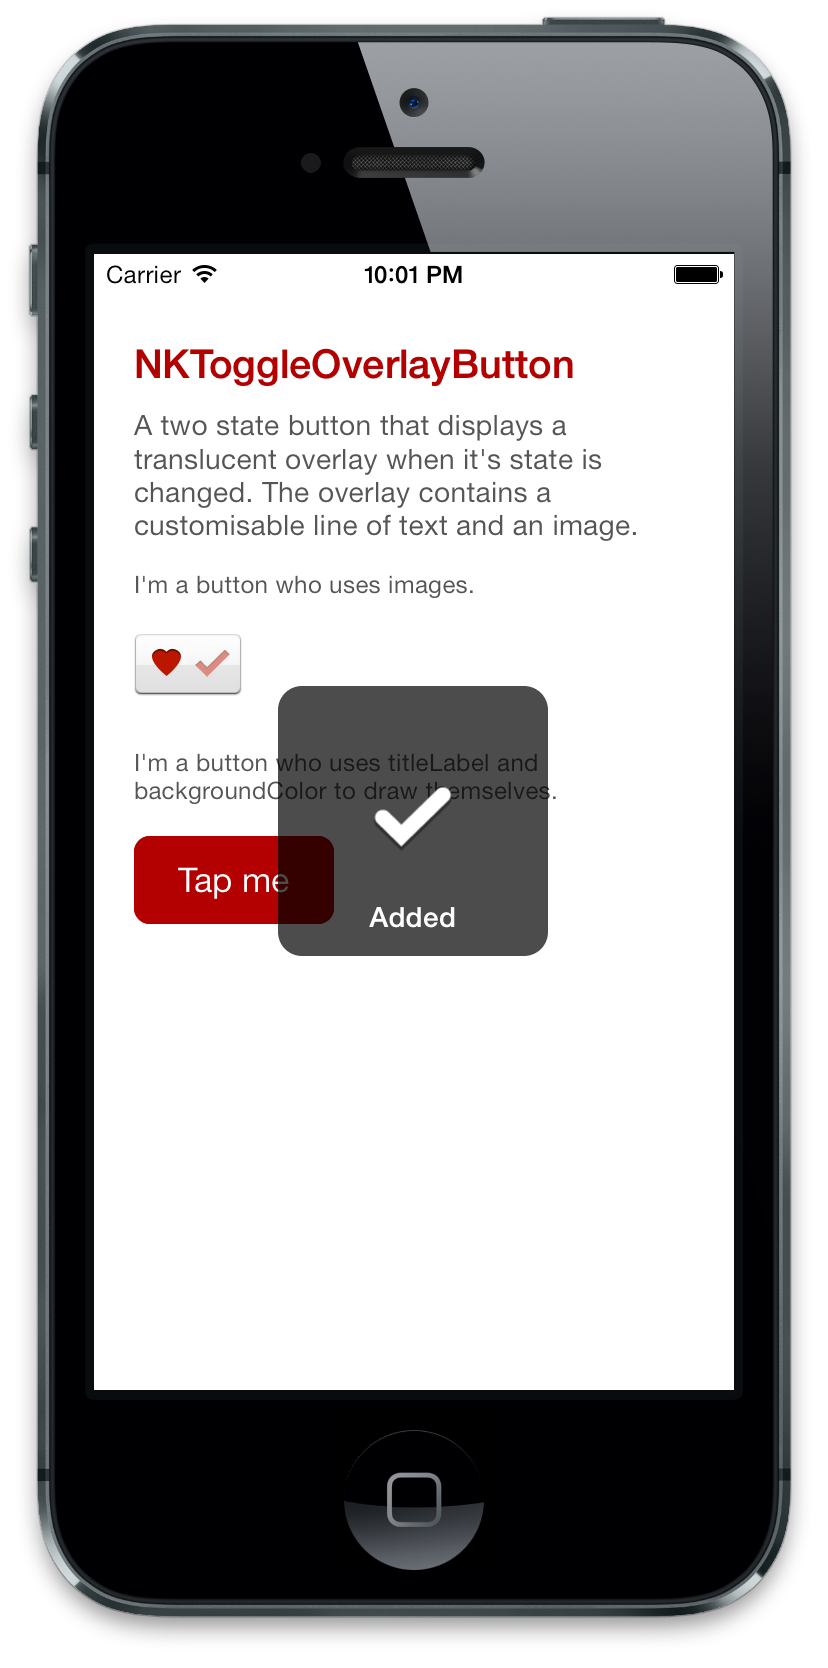 Carrier 10:01 PM
NKToggleOverlayButton
A two state button that displays a
translucent overlay when it's state is
changed. The overlay contains a
customisable line of text and an image.
I'm a button who uses images.
I'm a button who uses titleLabel and
backgroundColor to draw themselves.
Tap me
Added